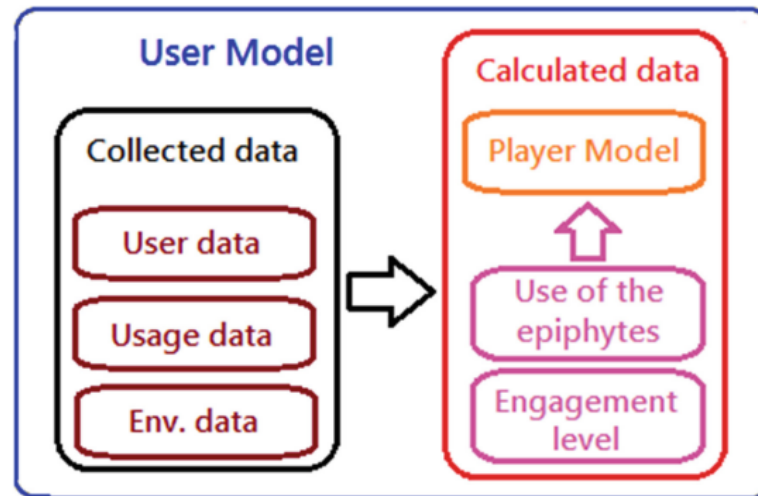 User Model
Collected data
User data
Usage data
Env. data
Calculated data
Player Model
Use of the
epiphytes
Engagement
level